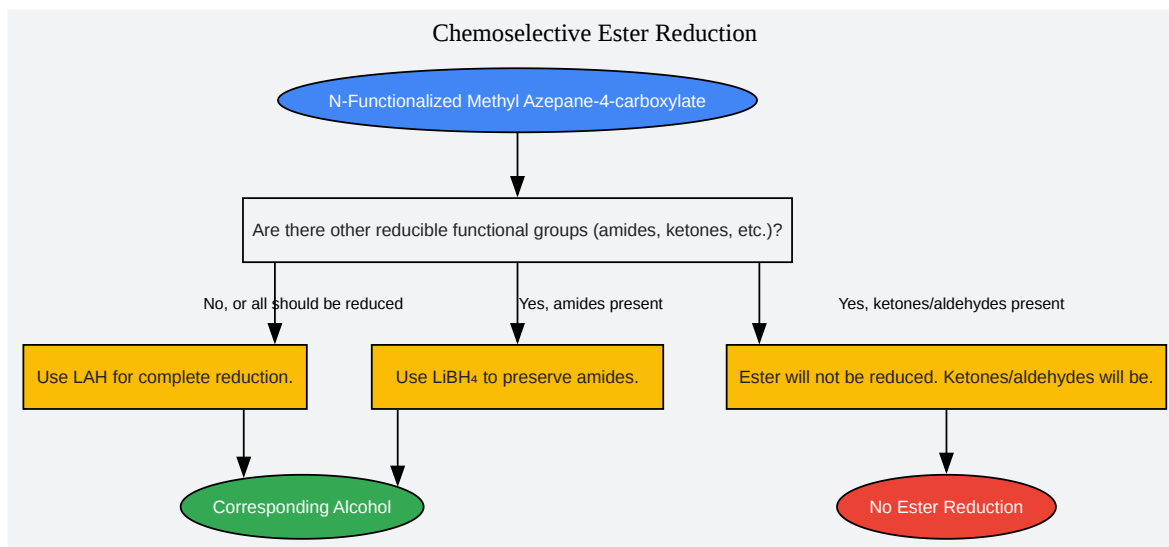 Chemoselective Ester Reduction
N-Functionalized Methyl Azepane-4-carboxylate
Are there other reducible functional groups (amides, ketones, etc.)?
No, or all should be reduced
Yes, amides present
Yes, ketones/aldehydes present
Use LAH for complete reduction.
Use LiBH₄ to preserve amides.
Ester will not be reduced. Ketones/aldehydes will be.
Corresponding Alcohol
No Ester Reduction